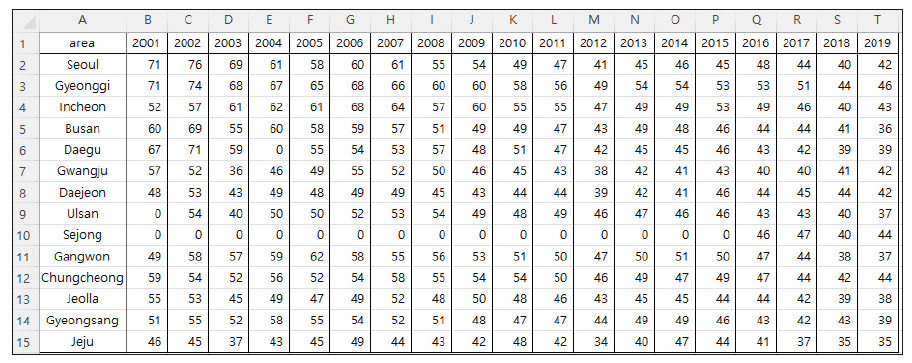 A B C D E F G H I J K L M N O P Q R S T
1 area 2001 2002 2003 2004 2005 2006 2007 2008 2009 2010 2011 2012 2013 2014 2015 2016 2017 2018 2019
2 Seoul 71 76 69 61 58 60 61 55 54 49 47 41 45 46 45 48 44 40 42
3 Gyeonggi 71 74 68 67 65 68 66 60 60 58 56 49 54 54 53 53 51 44 46
4 Incheon 52 57 61 62 61 68 64 57 60 55 55 47 49 49 53 49 46 40 43
5 Busan 60 69 55 60 58 59 57 51 49 49 47 43 49 48 46 44 44 41 36
6 Daegu 67 71 59 0 55 54 53 57 48 51 47 42 45 45 46 43 42 39 39
7 Gwangju 57 52 36 46 49 55 52 50 46 45 43 38 42 41 43 40 40 41 42
8 Daejeon 48 53 43 49 48 49 49 45 43 44 44 39 42 41 46 44 45 44 42
9 Ulsan 0 54 40 50 50 52 53 54 49 48 49 46 47 46 46 43 43 40 37
10 Sejong 0 0 0 0 0 0 0 0 0 0 0 0 0 0 0 46 47 40 44
11 Gangwon 49 58 57 59 62 58 55 56 53 51 50 47 50 51 50 47 44 38 37
12 Chungcheong 59 54 52 56 52 54 58 55 54 54 50 46 49 47 49 47 44 42 44
13 Jeolla 55 53 45 49 47 49 52 48 50 48 46 43 45 45 44 44 42 39 38
14 Gyeongsang 51 55 52 58 55 54 52 51 48 47 47 44 49 49 46 43 42 43 39
15 Jeju 46 45 37 43 45 49 44 43 42 48 42 34 40 47 44 41 37 35 35